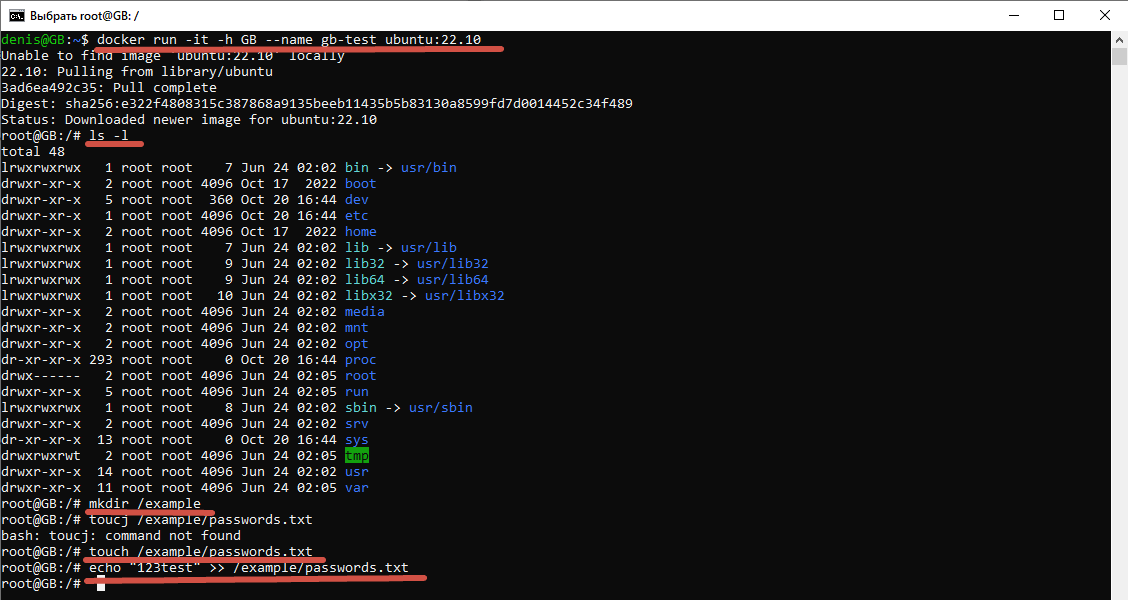 Выбрать root@GB: /
denis@GB:~$ docker run -it -h GB --name gb-test ubuntu:22.10
Unable to find image 'ubuntu:22.10' locally
22.10: Pulling from library/ubuntu
3ad6ea492c35: Pull complete
Digest: sha256:e322f4808315c387868a9135beeb11435b5b83130a8599fd7d0014452c34f489
Status: Downloaded newer image for ubuntu:22.10
root@GB:/# ls -l
total 48
lrwxrwxrwx   1 root root    7 Jun 24 02:02 bin -> usr/bin
drwxr-xr-x   2 root root 4096 Oct 17  2022 boot
drwxr-xr-x   5 root root  360 Oct 20 16:44 dev
drwxr-xr-x   1 root root 4096 Oct 20 16:44 etc
drwxr-xr-x   2 root root 4096 Oct 17  2022 home
lrwxrwxrwx   1 root root    7 Jun 24 02:02 lib -> usr/lib
lrwxrwxrwx   1 root root    9 Jun 24 02:02 lib32 -> usr/lib32
lrwxrwxrwx   1 root root    9 Jun 24 02:02 lib64 -> usr/lib64
lrwxrwxrwx   1 root root   10 Jun 24 02:02 libx32 -> usr/libx32
drwxr-xr-x   2 root root 4096 Jun 24 02:02 media
drwxr-xr-x   2 root root 4096 Jun 24 02:02 mnt
drwxr-xr-x   2 root root 4096 Jun 24 02:02 opt
dr-xr-xr-x 293 root root    0 Oct 20 16:44 proc
drwx------   2 root root 4096 Jun 24 02:05 root
drwxr-xr-x   5 root root 4096 Jun 24 02:05 run
lrwxrwxrwx   1 root root    8 Jun 24 02:02 sbin -> usr/sbin
drwxr-xr-x   2 root root 4096 Jun 24 02:02 srv
dr-xr-xr-x  13 root root    0 Oct 20 16:44 sys
drwxrwxrwt   2 root root 4096 Jun 24 02:05 tmp
drwxr-xr-x  14 root root 4096 Jun 24 02:02 usr
drwxr-xr-x  11 root root 4096 Jun 24 02:05 var
root@GB:/# mkdir /example
root@GB:/# toucj /example/passwords.txt
bash: toucj: command not found
root@GB:/# touch /example/passwords.txt
root@GB:/# echo "123test" >> /example/passwords.txt
root@GB:/#